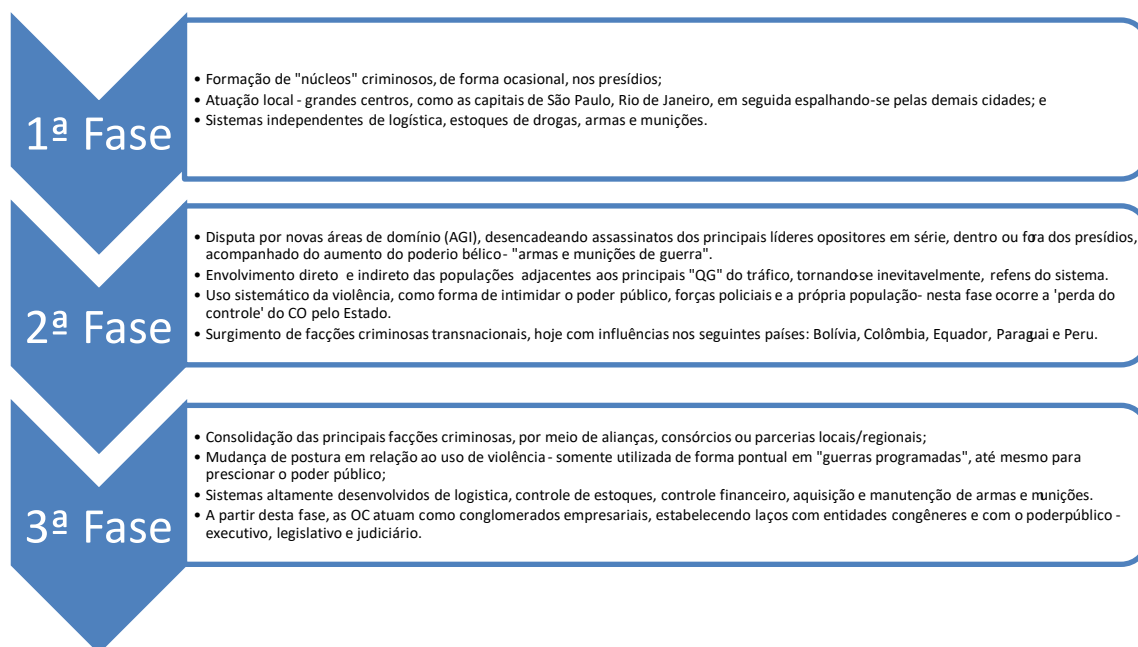 1ª Fase
• Formação de "núcleos" criminosos, de forma ocasional, nos presídios;
• Atuação local - grandes centros, como as capitais de São Paulo, Rio de Janeiro, em seguida espalhando-se pelas demais cidades; e
• Sistemas independentes de logística, estoques de drogas, armas e munições.
2ª Fase
• Disputa por novas áreas de domínio (AGI), desencadeando assassinatos dos principais líderes opositores em série, dentro ou fora dos presídios,
acompanhado do aumento do poderio bélico - "armas e munições de guerra".
• Envolvimento direto e indireto das populações adjacentes aos principais "QG" do tráfico, tornando-se inevitavelmente, refens do sistema.
• Uso sistemático da violência, como forma de intimidar o poder público, forças policiais e a própria população - nesta fase ocorre a 'perda do
controle' do CO pelo Estado.
• Surgimento de facções criminosas transnacionais, hoje com influências nos seguintes países: Bolívia, Colômbia, Equador, Paraguai e Peru.
3ª Fase
• Consolidação das principais facções criminosas, por meio de alianças, consórcios ou parcerias locais/regionais;
• Mudança de postura em relação ao uso de violência - somente utilizada de forma pontual em "guerras programadas", até mesmo para
prescionar o poder público;
• Sistemas altamente desenvolvidos de logistica, controle de estoques, controle financeiro, aquisição e manutenção de armas e munições.
• A partir desta fase, as OC atuam como conglomerados empresariais, estabelecendo laços com entidades congêneres e com o poder público -
executivo, legislativo e judiciário.